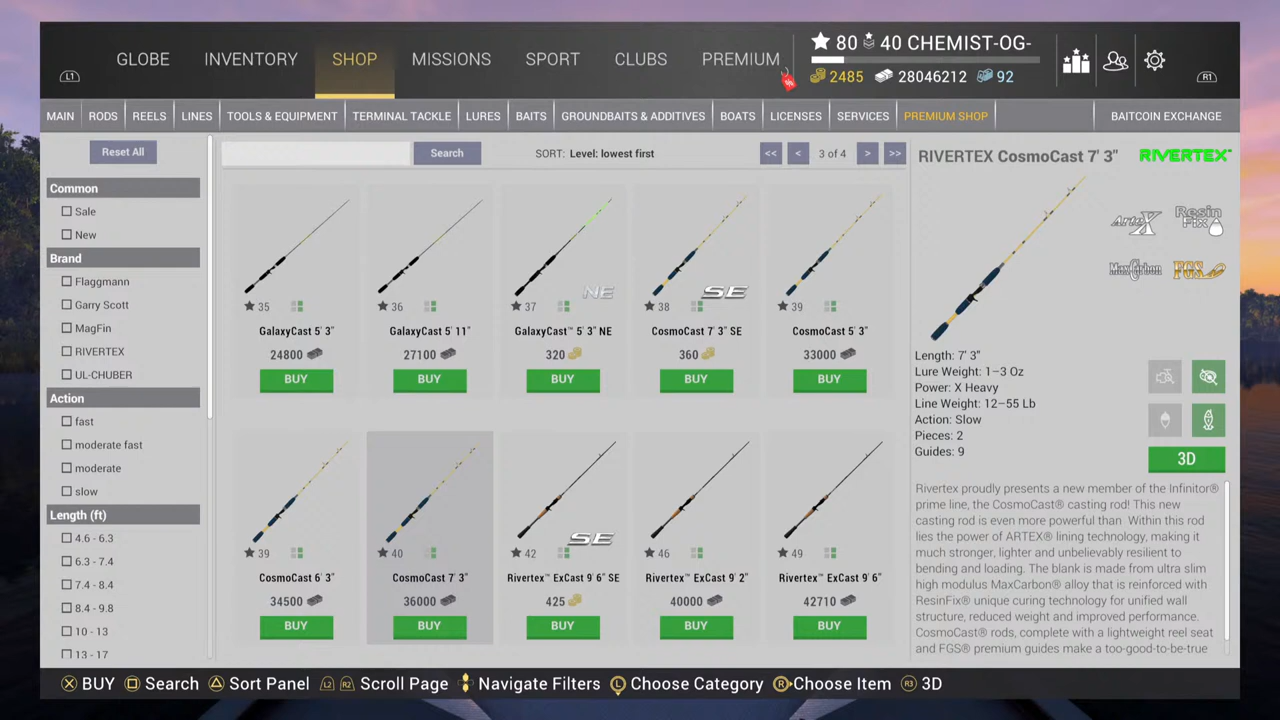 L1
GLOBE
INVENTORY
SHOP
MISSIONS
SPORT
CLUBS
PREMIUM
80 40 CHEMIST-OG-
2485 28046212 92
R1
MAIN
RODS
REELS
LINES
TOOLS & EQUIPMENT
TERMINAL TACKLE
LURES
BAITS
GROUNDBAITS & ADDITIVES
BOATS
LICENSES
SERVICES
PREMIUM SHOP
BAITCOIN EXCHANGE
Reset All
Common
Sale
New
Brand
Flaggmann
Garry Scott
MagFin
RIVERTEX
UL-CHUBER
Action
fast
moderate fast
moderate
slow
Length (ft)
4.6 - 6.3
6.3 - 7.4
7.4 - 8.4
8.4 - 9.8
10 - 13
13 - 17
Search
SORT: Level: lowest first
<< < 3 of 4 > >>
35
GalaxyCast 5' 3"
24800
BUY
36
GalaxyCast 5' 11"
27100
BUY
NE
37
GalaxyCast™ 5' 3" NE
320
BUY
SE
38
CosmoCast 7' 3" SE
360
BUY
39
CosmoCast 5' 3"
33000
BUY
39
CosmoCast 6' 3"
34500
BUY
40
CosmoCast 7' 3"
36000
BUY
SE
42
Rivertex™ ExCast 9' 6" SE
425
BUY
46
Rivertex™ ExCast 9' 2"
40000
BUY
49
Rivertex™ ExCast 9' 6"
42710
BUY
RIVERTEX CosmoCast 7' 3"
RIVERTEX™
ArteX
Resin Fix
MaxCarbon
FGS
Length: 7' 3"
Lure Weight: 1–3 Oz
Power: X Heavy
Line Weight: 12–55 Lb
Action: Slow
Pieces: 2
Guides: 9
3D
Rivertex proudly presents a new member of the Infinitor®
prime line, the CosmoCast® casting rod! This new
casting rod is even more powerful than Within this rod
lies the power of ARTEX® lining technology, making it
much stronger, lighter and unbelievably resilient to
bending and loading. The blank is made from ultra slim
high modulus MaxCarbon® alloy that is reinforced with
ResinFix® unique curing technology for unified wall
structure, reduced weight and improved performance.
CosmoCast® rods, complete with a lightweight reel seat
and FGS® premium guides make a too-good-to-be-true
BUY Search Sort Panel L2 R2 Scroll Page Navigate Filters L Choose Category R Choose Item R3 3D